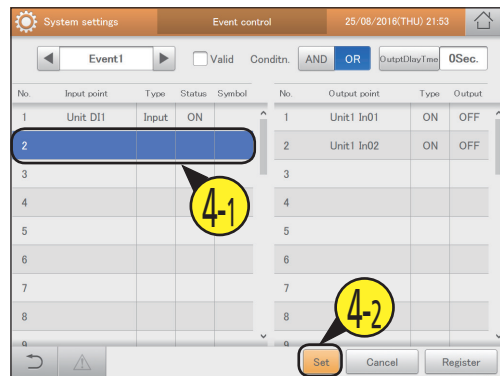 System settings Event control 25/08/2016(THU) 21:53
Event1 Valid Conditn. AND OR OutptDlayTme 0Sec.
No. Input point Type Status Symbol No. Output point Type Output
1 Unit DI1 Input ON 1 Unit1 In01 ON OFF
2 2 Unit1 In02 ON OFF
3 3
4 4
4-1
5 5
6 6
7 7
8 8
4-2
9 9
Set Cancel Register